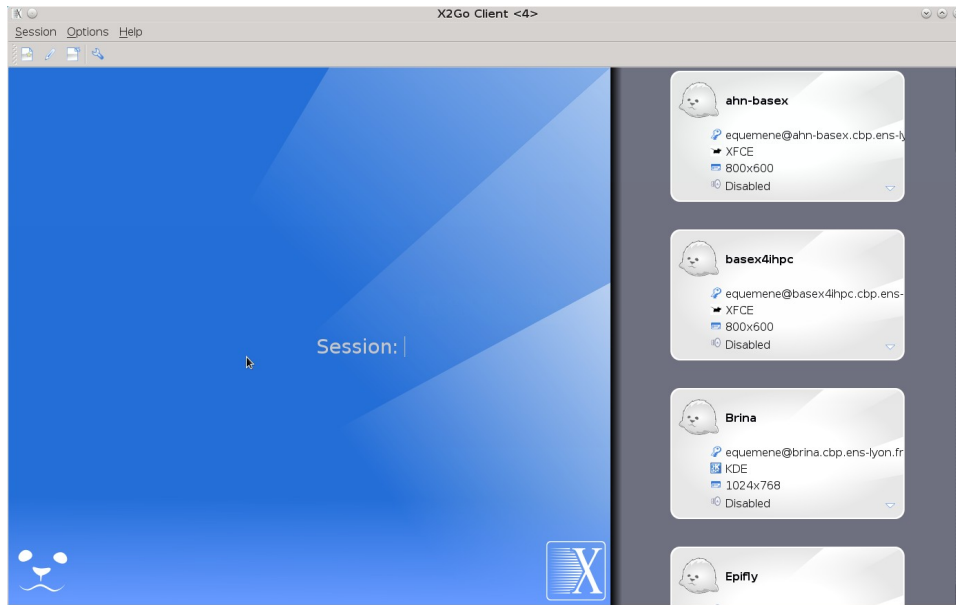 X2Go Client <4>
Session Options Help
Session:
ahn-basex
equemene@ahn-basex.cbp.ens-ly
XFCE
800x600
Disabled
basex4ihpc
equemene@basex4ihpc.cbp.ens-
XFCE
800x600
Disabled
Brina
equemene@brina.cbp.ens-lyon.fr
KDE
1024x768
Disabled
Epifly
X